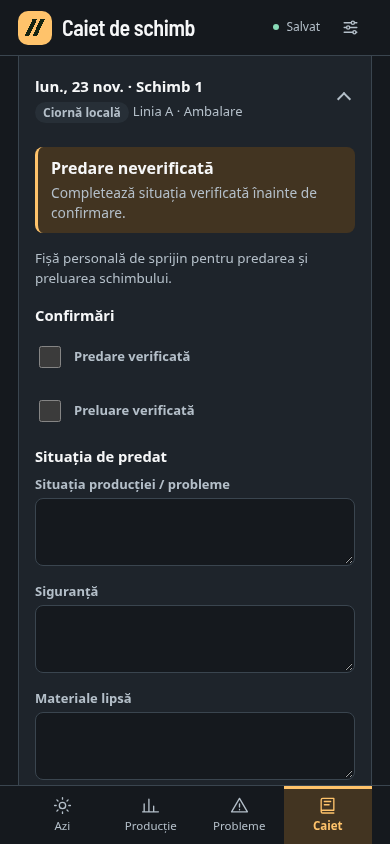 Caiet de schimb
Salvat
lun., 23 nov. · Schimb 1
Ciornă locală Linia A · Ambalare
Predare neverificată
Completează situația verificată înainte de
confirmare.
Fișă personală de sprijin pentru predarea și
preluarea schimbului.
Confirmări
Predare verificată
Preluare verificată
Situația de predat
Situația producției / probleme
Siguranță
Materiale lipsă
Azi
Producție
Probleme
Caiet